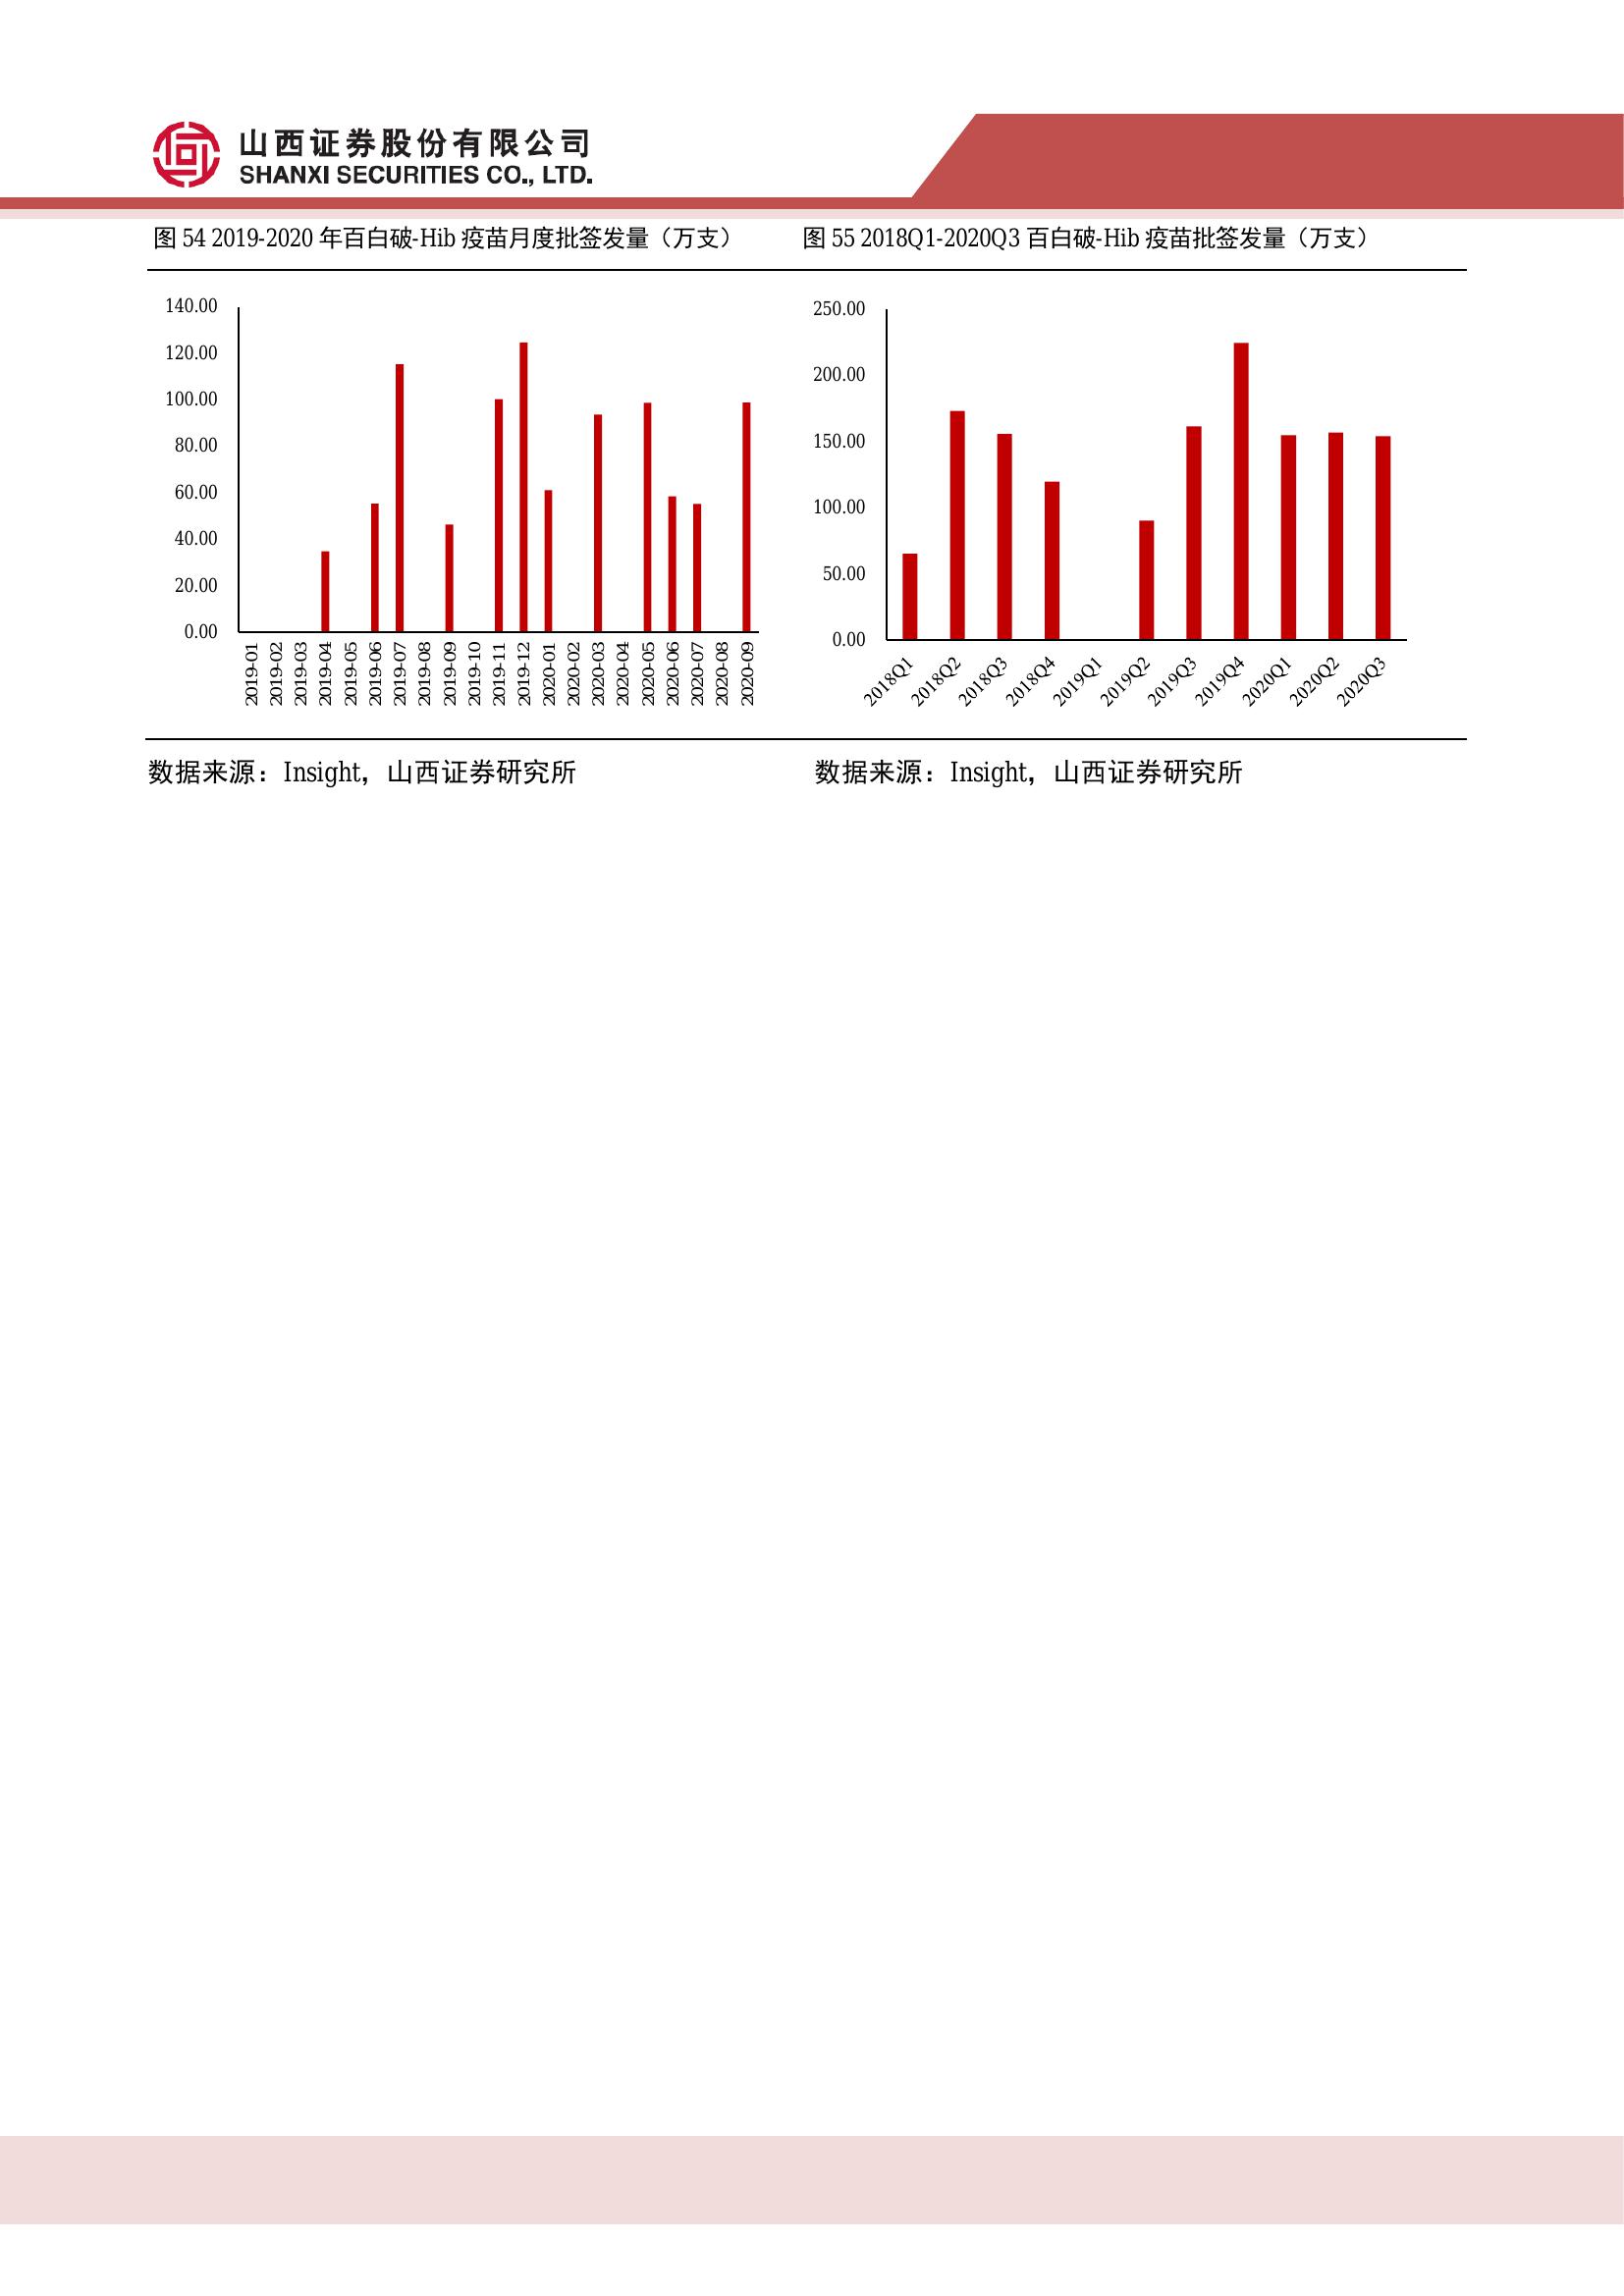 山西证券股份有限公司
SHANXI SECURITIES CO., LTD.
图 54 2019-2020 年百白破-Hib 疫苗月度批签发量（万支）
图 55 2018Q1-2020Q3 百白破-Hib 疫苗批签发量（万支）
140.00
120.00
100.00
80.00
60.00
40.00
20.00
0.00
2019-01
2019-02
2019-03
2019-04
2019-05
2019-06
2019-07
2019-08
2019-09
2019-10
2019-11
2019-12
2020-01
2020-02
2020-03
2020-04
2020-05
2020-06
2020-07
2020-08
2020-09
250.00
200.00
150.00
100.00
50.00
0.00
2018Q1
2018Q2
2018Q3
2018Q4
2019Q1
2019Q2
2019Q3
2019Q4
2020Q1
2020Q2
2020Q3
数据来源：Insight，山西证券研究所
数据来源：Insight，山西证券研究所